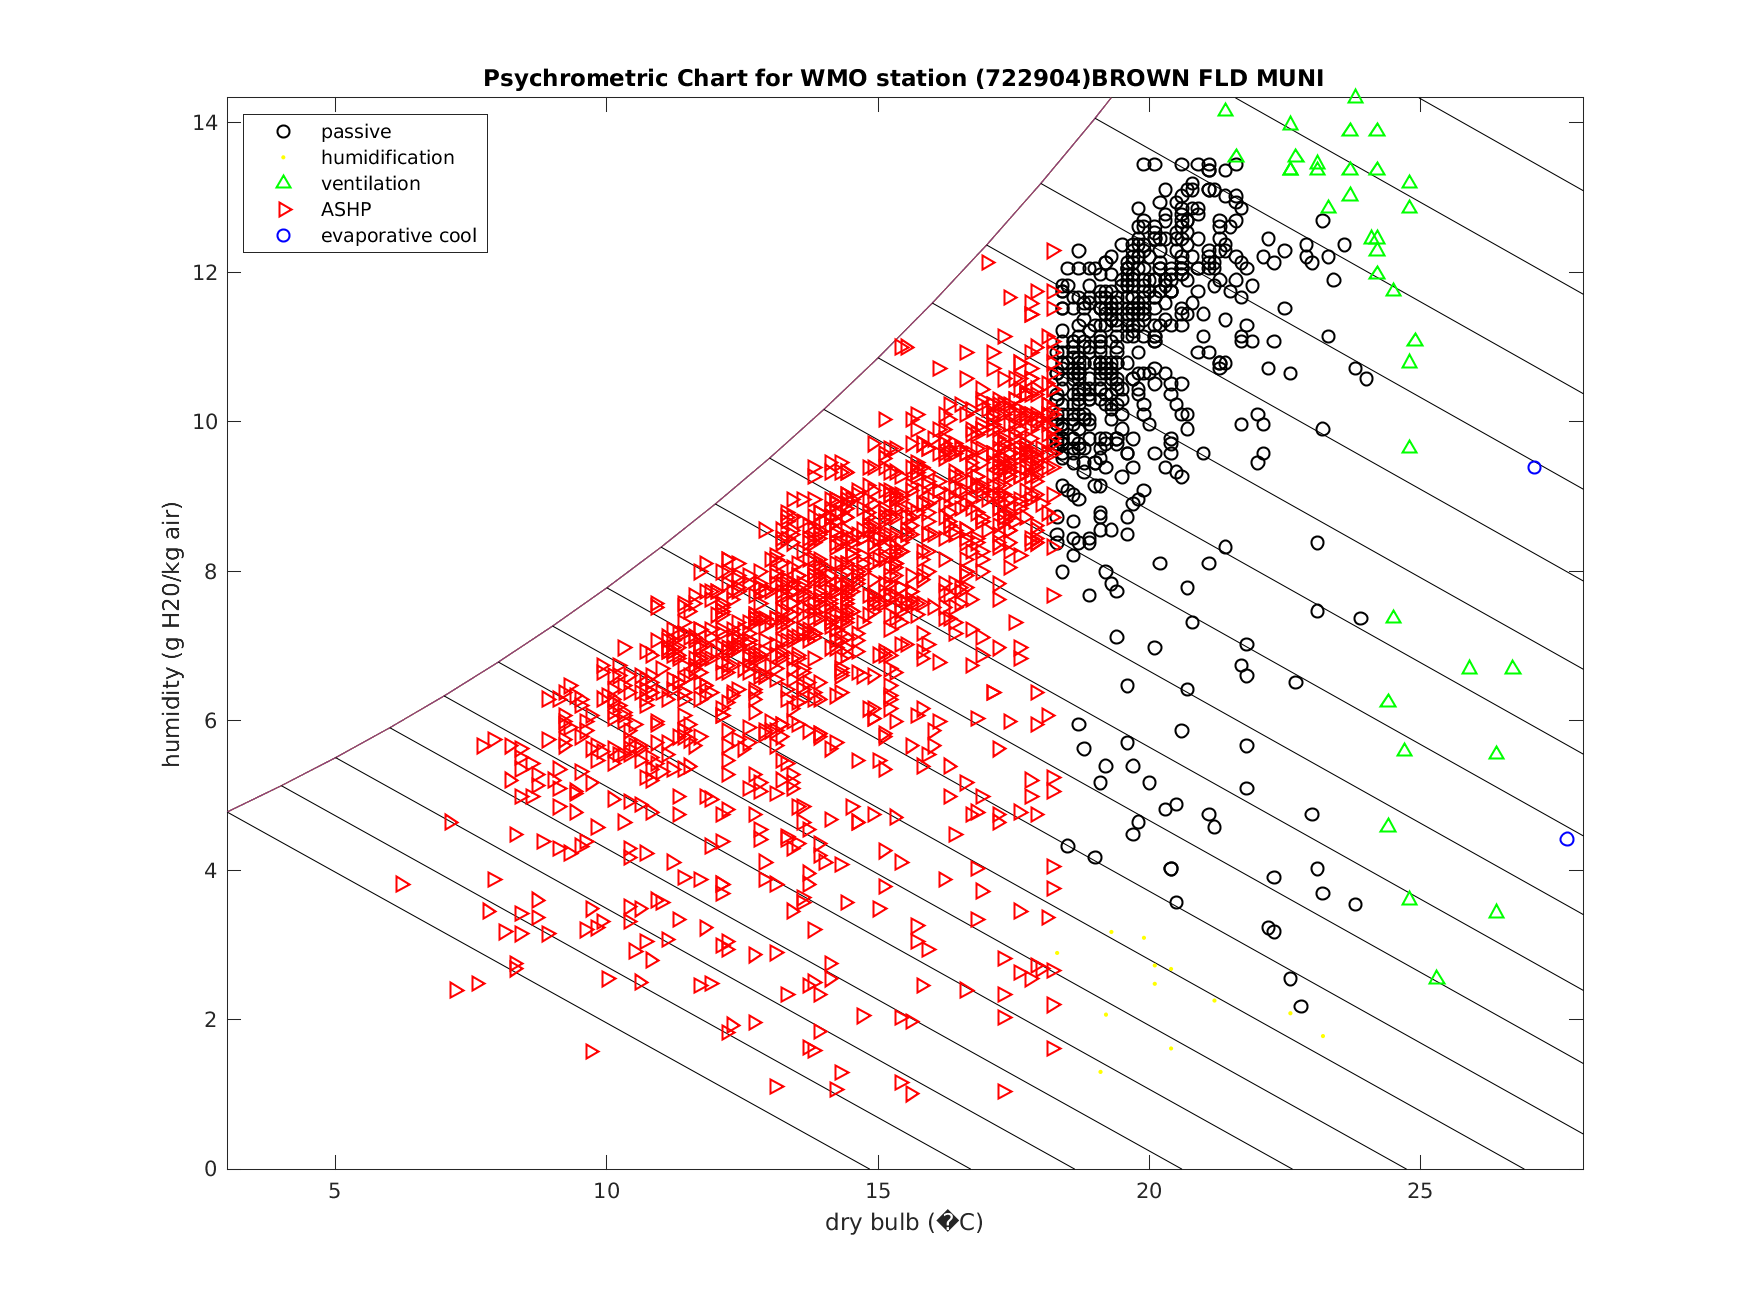 Psychrometric Chart for WMO station (722904)BROWN FLD MUNI
passive
humidification
ventilation
ASHP
evaporative cool
14
12
10
8
6
4
2
0
humidity (g H20/kg air)
5
10
15
20
25
dry bulb (�C)